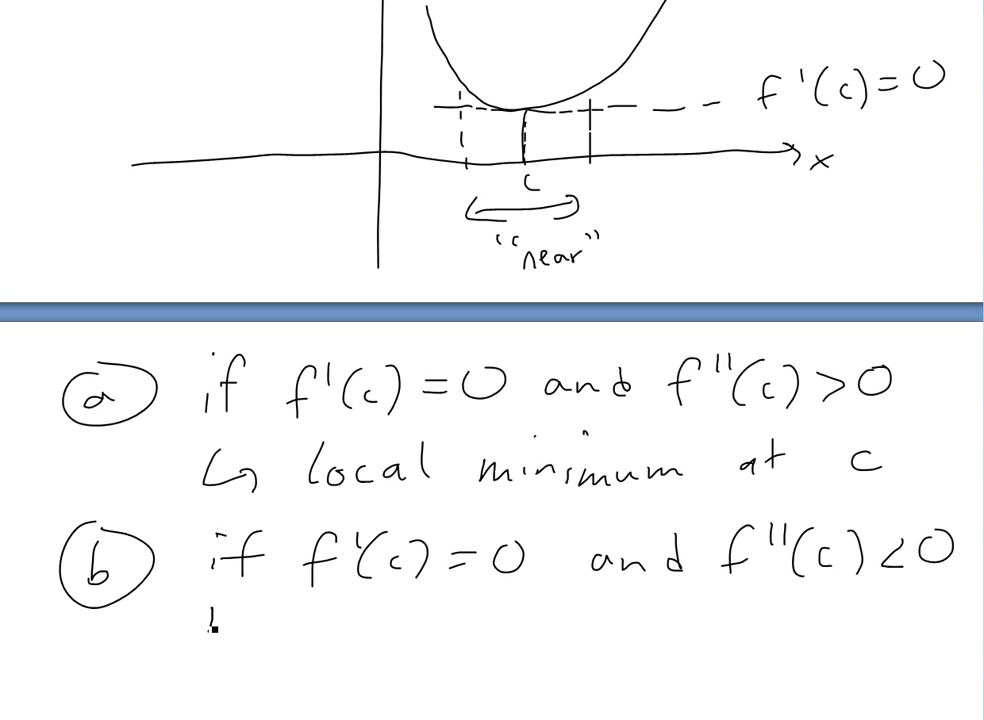 f'(c)=0
x
c
"near"
a if f'(c)=0 and f''(c)>0
↳ local minimum at c
b if f'(c)=0 and f''(c)<0